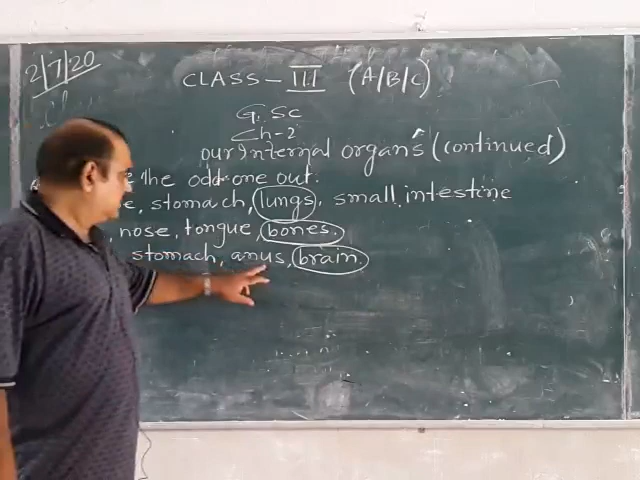 2/7/20
CLASS - III (A/B/C)
G. Sc
Ch-2
our Internal organs (continued)
the odd one out.
stomach, lungs, small intestine
nose, tongue, bones.
stomach, anus, brain.